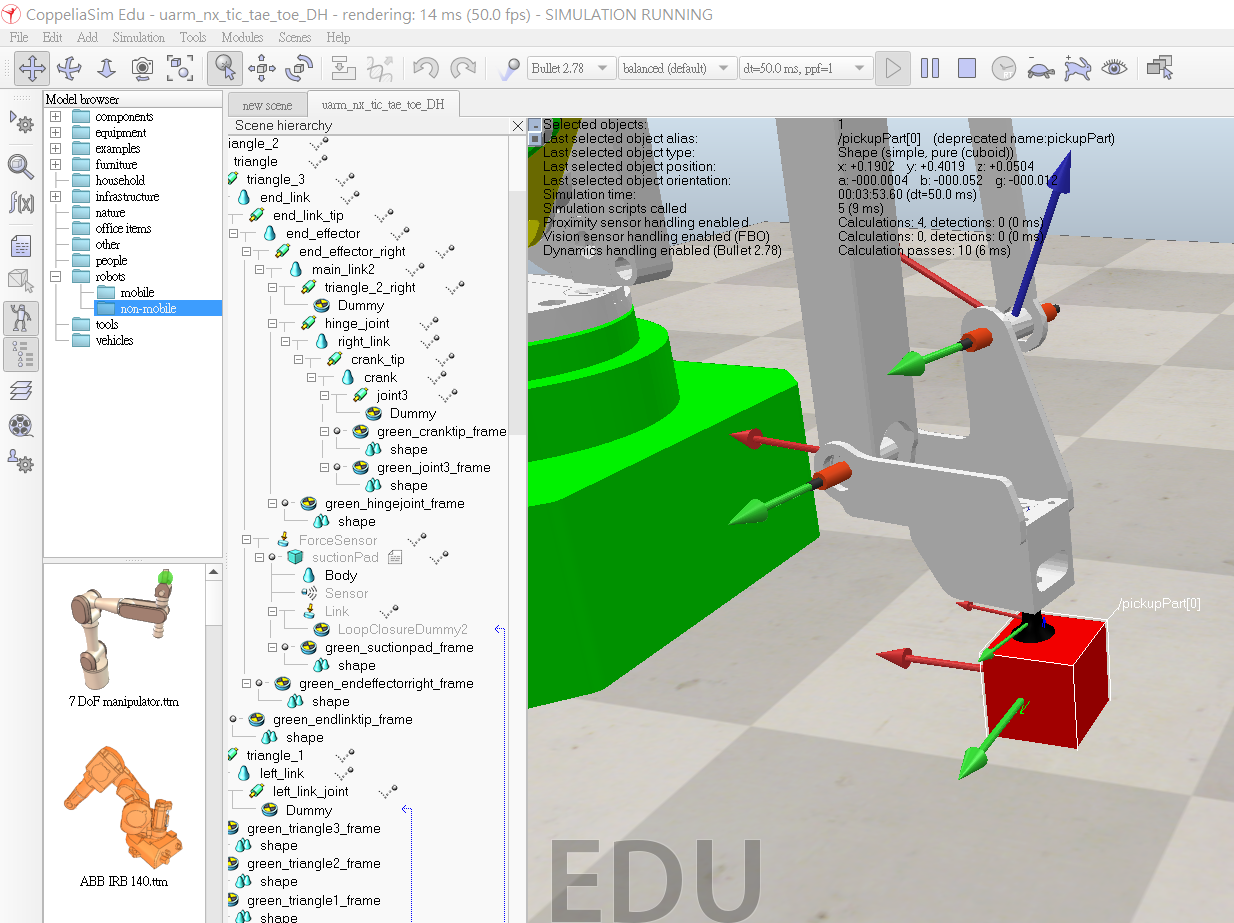 CoppeliaSim Edu - uarm_nx_tic_tae_toe_DH - rendering: 14 ms (50.0 fps) - SIMULATION RUNNING
File Edit Add Simulation Tools Modules Scenes Help
Bullet 2.78 balanced (default) dt=50.0 ms, ppf=1
Model browser
components
equipment
examples
furniture
household
infrastructure
nature
office items
other
people
robots
mobile
non-mobile
tools
vehicles
7 DoF manipulator.ttm
ABB IRB 140.ttm
new scene uarm_nx_tic_tae_toe_DH
Scene hierarchy
iangle_2
triangle
triangle_3
end_link
end_link_tip
end_effector
end_effector_right
main_link2
triangle_2_right
Dummy
hinge_joint
right_link
crank_tip
crank
joint3
Dummy
green_cranktip_frame
shape
green_joint3_frame
shape
green_hingejoint_frame
shape
ForceSensor
suctionPad
Body
Sensor
Link
LoopClosureDummy2
green_suctionpad_frame
shape
green_endeffectorright_frame
shape
green_endlinktip_frame
shape
triangle_1
left_link
left_link_joint
Dummy
green_triangle3_frame
shape
green_triangle2_frame
shape
green_triangle1_frame
shape
Selected objects: 1
Last selected object alias: /pickupPart[0] (deprecated name:pickupPart)
Last selected object type: Shape (simple, pure (cuboid))
Last selected object position: x: +0.1902 y: +0.4019 z: +0.0504
Last selected object orientation: a: -000.0004 b: -000.052 g: -000.012
Simulation time: 00:03:53.60 (dt=50.0 ms)
Simulation scripts called 5 (9 ms)
Proximity sensor handling enabled Calculations: 4, detections: 0 (0 ms)
Vision sensor handling enabled (FBO) Calculations: 0, detections: 0 (0 ms)
Dynamics handling enabled (Bullet 2.78) Calculation passes: 10 (6 ms)
/pickupPart[0]
EDU